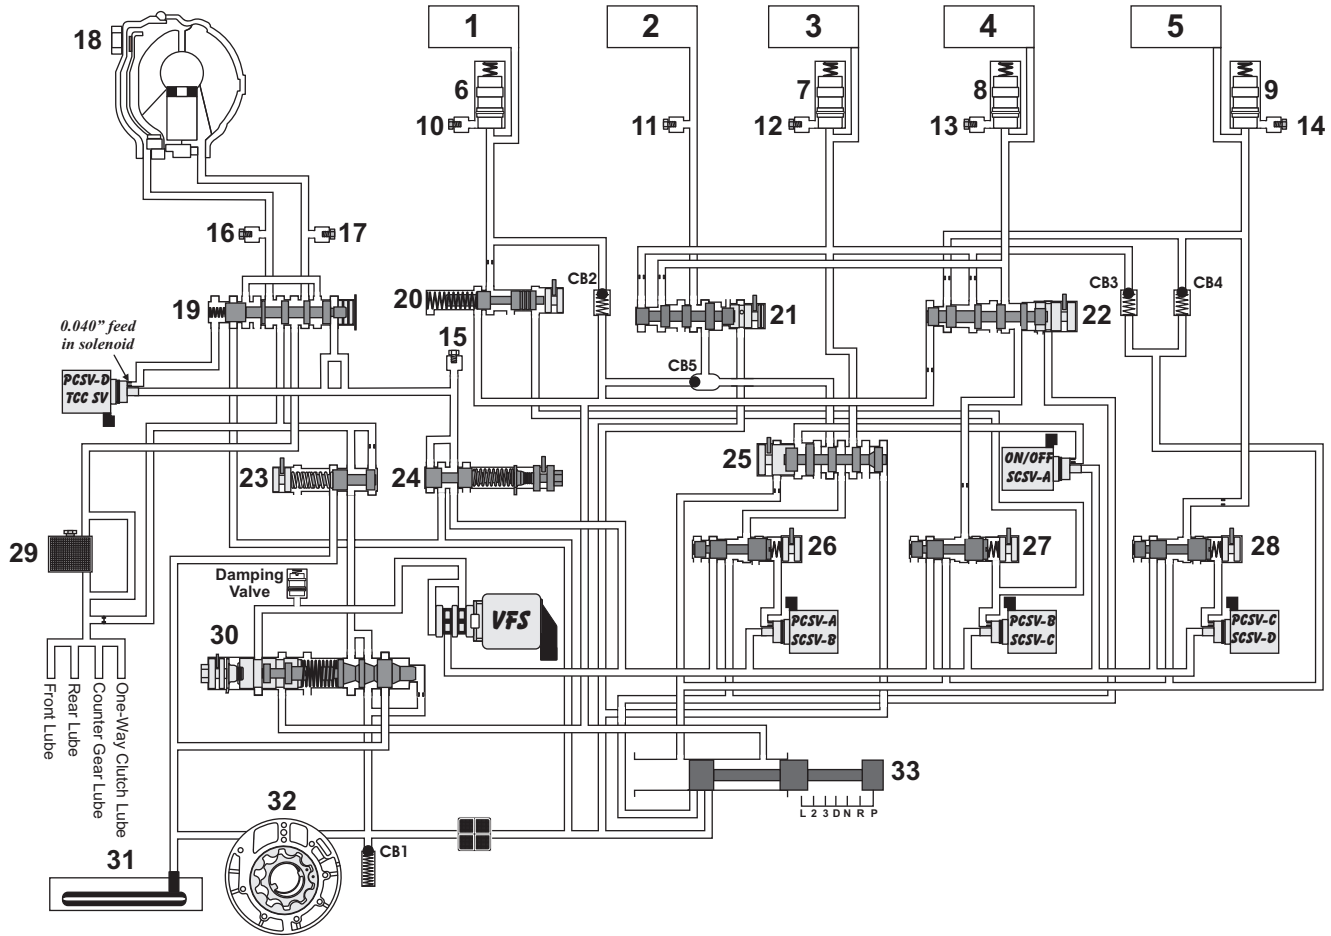 1
2
3
4
5
18
6
7
8
9
10
11
12
13
14
16
17
CB2
CB3
CB4
19
20
21
22
0.040” feed
in solenoid
15
CB5
PCSV-D
TCC SV
23
24
25
ON/OFF
SCSV-A
29
26
27
28
Damping
Valve
VFS
PCSV-A
SCSV-B
PCSV-B
SCSV-C
PCSV-C
SCSV-D
30
Front Lube
Rear Lube
Counter Gear Lube
One-Way Clutch Lube
33
L 2 3 D N R P
32
31
CB1